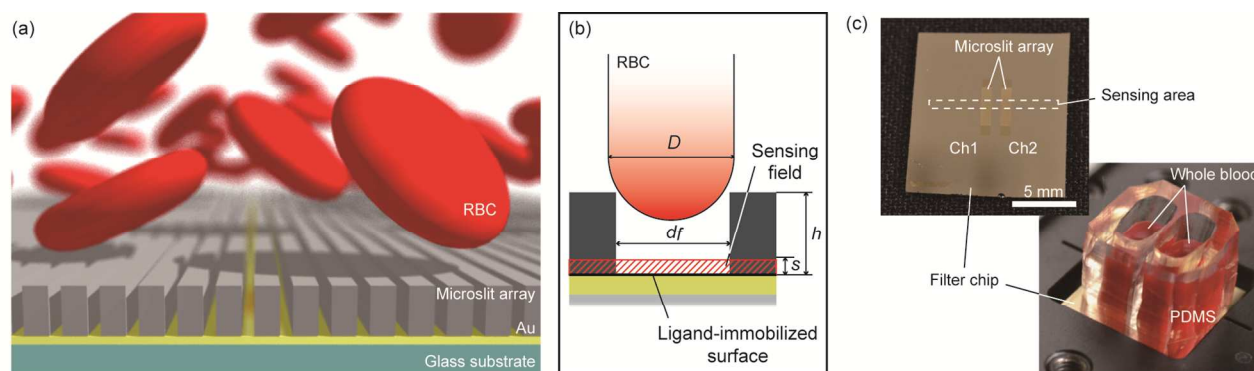 (a)
RBC
Microslit array
Au
Glass substrate
(b)
RBC
D
Sensing
field
df
h
s
Ligand-immobilized
surface
(c)
Microslit array
Sensing area
Ch1
Ch2
5 mm
Whole blood
Filter chip
PDMS